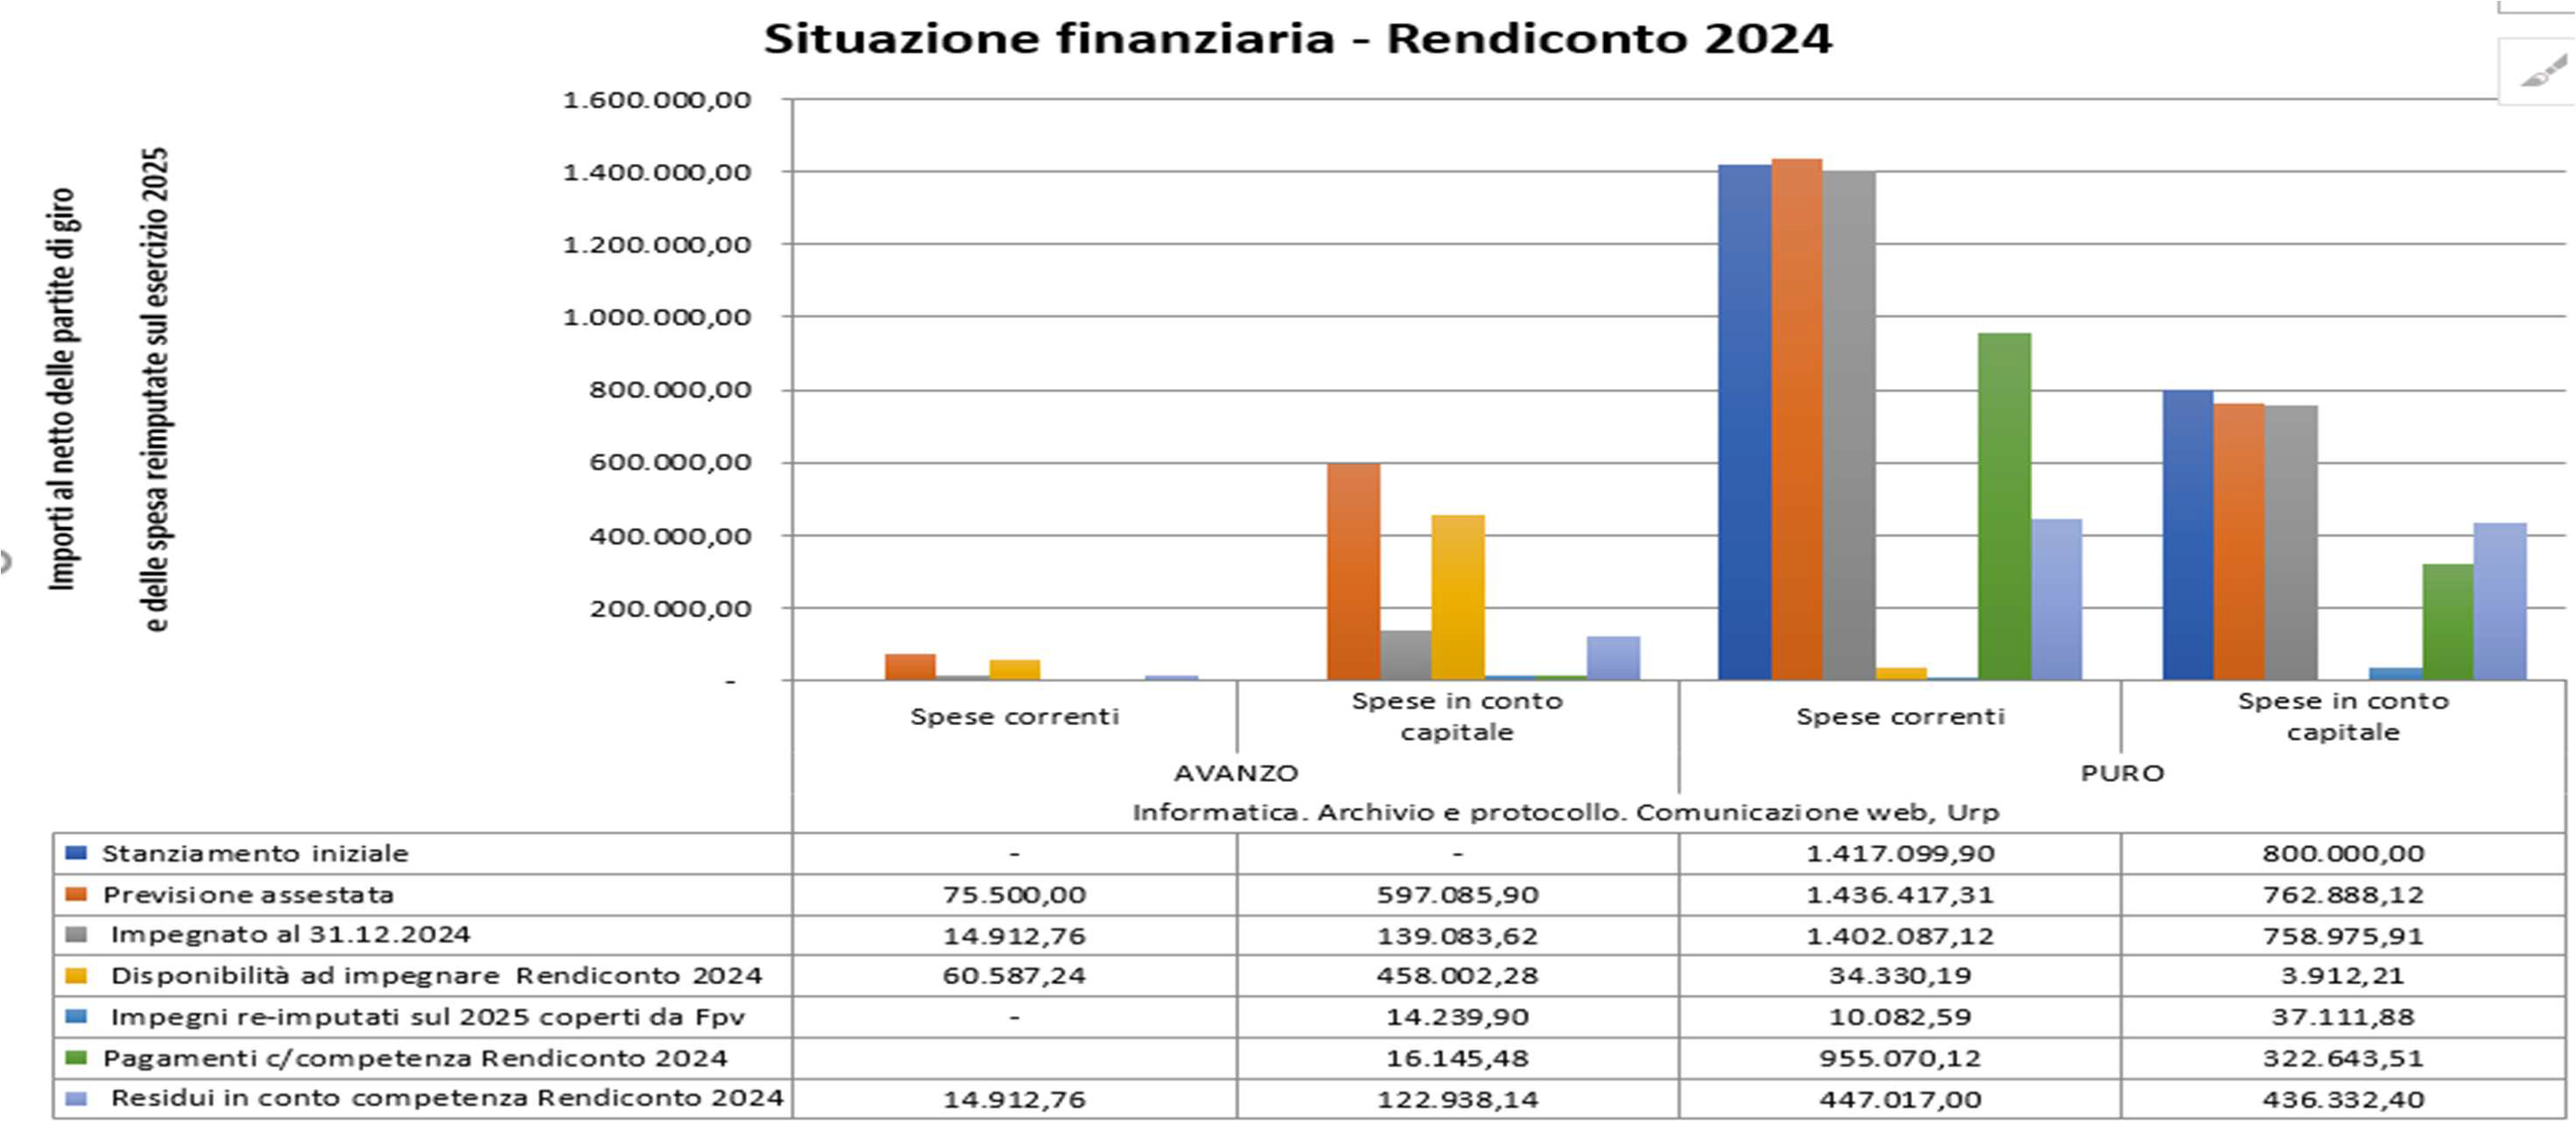 Situazione finanziaria - Rendiconto 2024
Importi al netto delle partite di giro
e delle spesa reimputate sul esercizio 2025
1.600.000,00
1.400.000,00
1.200.000,00
1.000.000,00
800.000,00
600.000,00
400.000,00
200.000,00
-
Spese correnti
Spese in conto
capitale
Spese correnti
Spese in conto
capitale
AVANZO PURO
Informatica. Archivio e protocollo. Comunicazione web, Urp
Stanziamento iniziale - - 1.417.099,90 800.000,00
Previsione assestata 75.500,00 597.085,90 1.436.417,31 762.888,12
Impegnato al 31.12.2024 14.912,76 139.083,62 1.402.087,12 758.975,91
Disponibilità ad impegnare Rendiconto 2024 60.587,24 458.002,28 34.330,19 3.912,21
Impegni re-imputati sul 2025 coperti da Fpv - 14.239,90 10.082,59 37.111,88
Pagamenti c/competenza Rendiconto 2024 16.145,48 955.070,12 322.643,51
Residui in conto competenza Rendiconto 2024 14.912,76 122.938,14 447.017,00 436.332,40